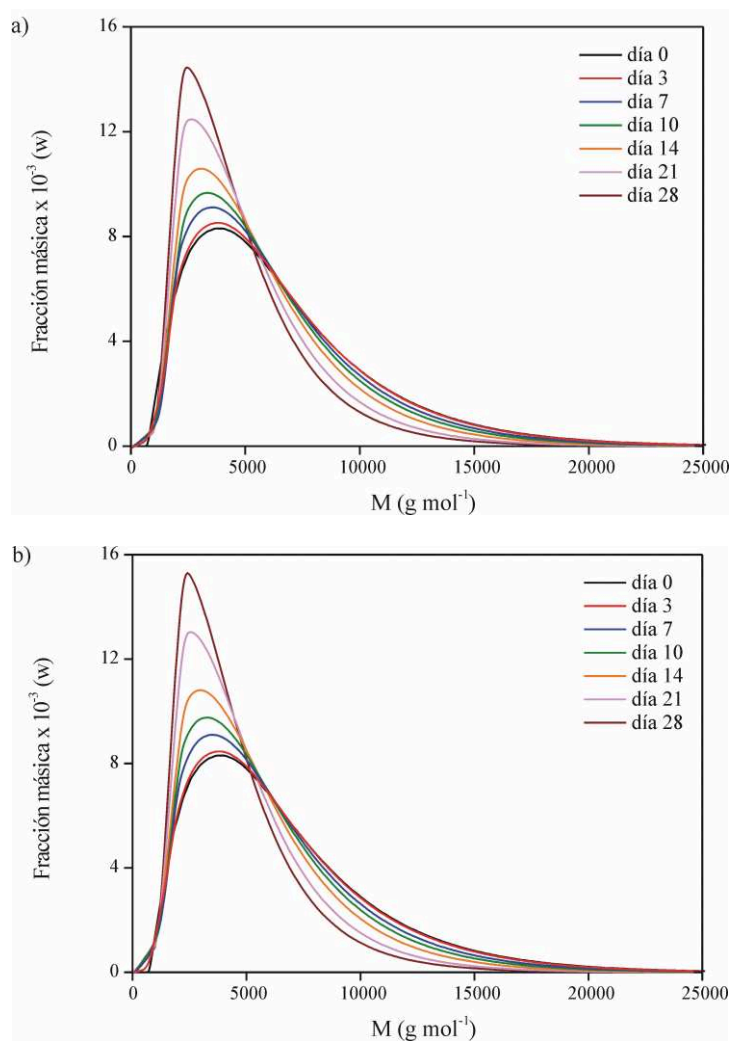 a)
16
12
8
4
0
Fracción másica x 10⁻³ (w)
día 0
día 3
día 7
día 10
día 14
día 21
día 28
0 5000 10000 15000 20000 25000
M (g mol⁻¹)
b)
16
12
8
4
0
Fracción másica x 10⁻³ (w)
día 0
día 3
día 7
día 10
día 14
día 21
día 28
0 5000 10000 15000 20000 25000
M (g mol⁻¹)